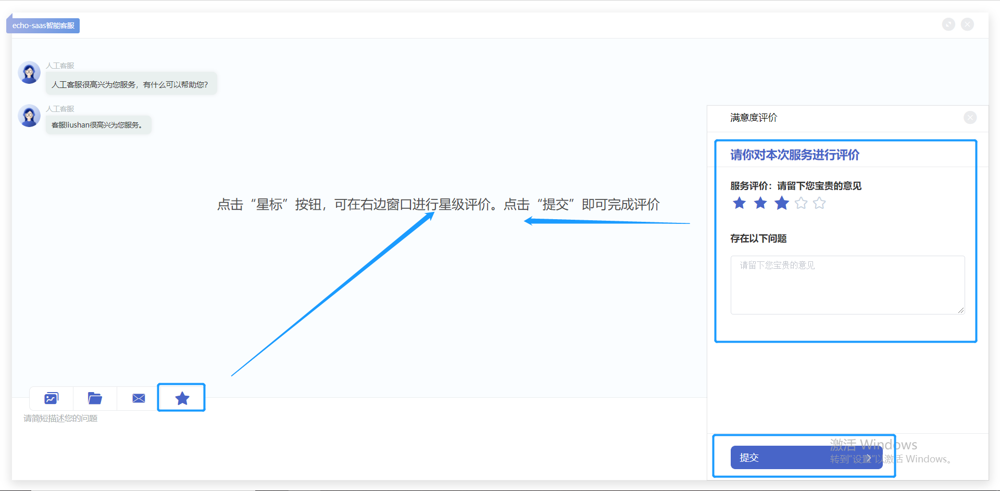 echo-saas智能客服
人工客服
人工客服很高兴为您服务，有什么可以帮助您？
人工客服
客服liushan很高兴为您服务。
点击“星标”按钮，可在右边窗口进行星级评价。点击“提交”即可完成评价
请简短描述您的问题
满意度评价
请你对本次服务进行评价
服务评价：请留下您宝贵的意见
存在以下问题
请留下您宝贵的意见
提交
激活 Windows
转到“设置”以激活 Windows。